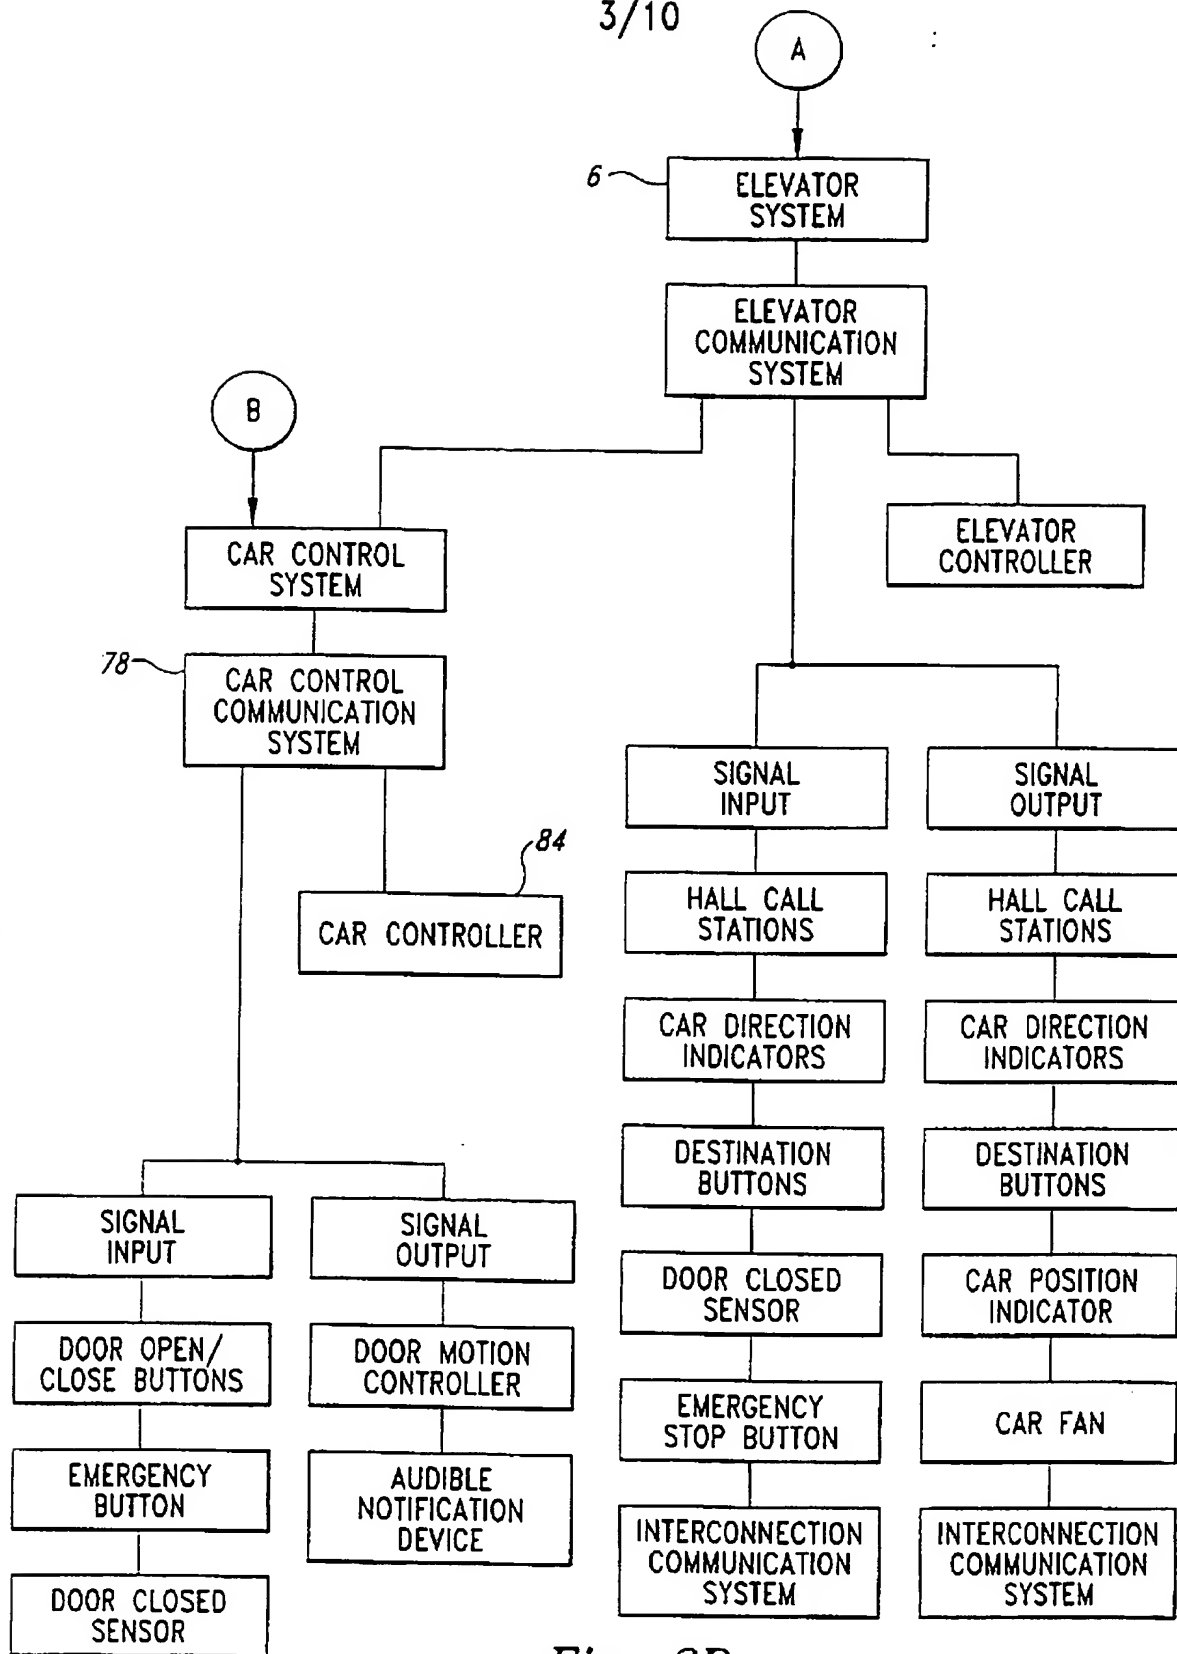 3/10
A
6
ELEVATOR
SYSTEM
ELEVATOR
COMMUNICATION
SYSTEM
B
CAR CONTROL
SYSTEM
ELEVATOR
CONTROLLER
78
CAR CONTROL
COMMUNICATION
SYSTEM
84
CAR CONTROLLER
SIGNAL
INPUT
HALL CALL
STATIONS
CAR DIRECTION
INDICATORS
DESTINATION
BUTTONS
DOOR CLOSED
SENSOR
EMERGENCY
STOP BUTTON
INTERCONNECTION
COMMUNICATION
SYSTEM
SIGNAL
OUTPUT
HALL CALL
STATIONS
CAR DIRECTION
INDICATORS
DESTINATION
BUTTONS
CAR POSITION
INDICATOR
CAR FAN
INTERCONNECTION
COMMUNICATION
SYSTEM
SIGNAL
INPUT
DOOR OPEN/
CLOSE BUTTONS
EMERGENCY
BUTTON
DOOR CLOSED
SENSOR
SIGNAL
OUTPUT
DOOR MOTION
CONTROLLER
AUDIBLE
NOTIFICATION
DEVICE